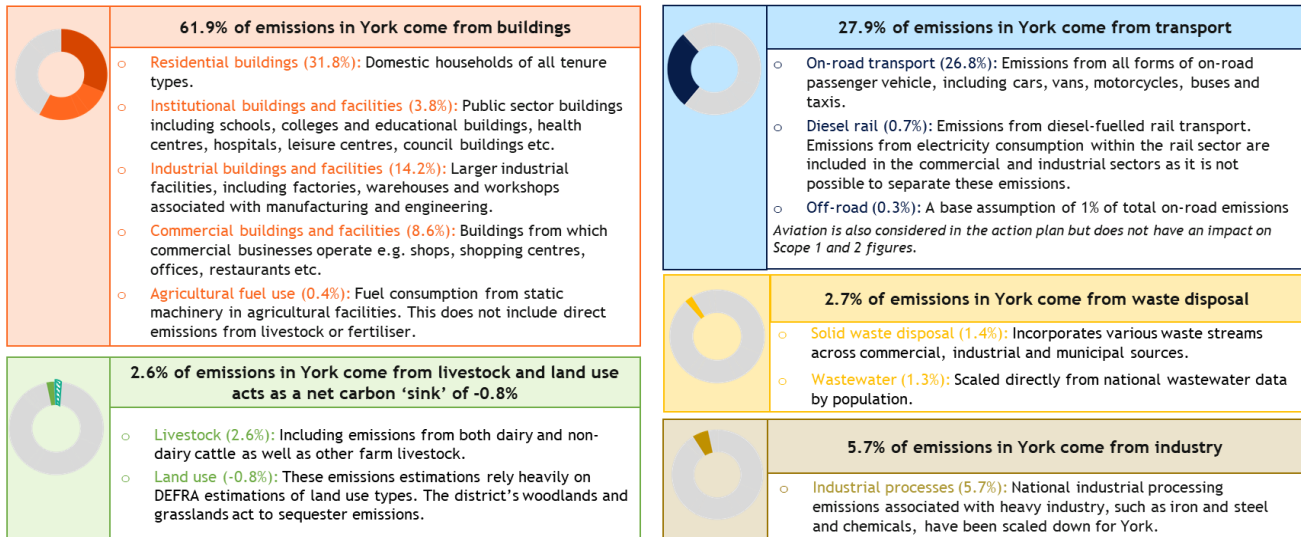 61.9% of emissions in York come from buildings
o Residential buildings (31.8%): Domestic households of all tenure
types.
o Institutional buildings and facilities (3.8%): Public sector buildings
including schools, colleges and educational buildings, health
centres, hospitals, leisure centres, council buildings etc.
o Industrial buildings and facilities (14.2%): Larger industrial
facilities, including factories, warehouses and workshops
associated with manufacturing and engineering.
o Commercial buildings and facilities (8.6%): Buildings from which
commercial businesses operate e.g. shops, shopping centres,
offices, restaurants etc.
o Agricultural fuel use (0.4%): Fuel consumption from static
machinery in agricultural facilities. This does not include direct
emissions from livestock or fertiliser.
2.6% of emissions in York come from livestock and land use
acts as a net carbon ‘sink’ of -0.8%
o Livestock (2.6%): Including emissions from both dairy and non-
dairy cattle as well as other farm livestock.
o Land use (-0.8%): These emissions estimations rely heavily on
DEFRA estimations of land use types. The district’s woodlands and
grasslands act to sequester emissions.
27.9% of emissions in York come from transport
o On-road transport (26.8%): Emissions from all forms of on-road
passenger vehicle, including cars, vans, motorcycles, buses and
taxis.
o Diesel rail (0.7%): Emissions from diesel-fuelled rail transport.
Emissions from electricity consumption within the rail sector are
included in the commercial and industrial sectors as it is not
possible to separate these emissions.
o Off-road (0.3%): A base assumption of 1% of total on-road emissions
Aviation is also considered in the action plan but does not have an impact on
Scope 1 and 2 figures.
2.7% of emissions in York come from waste disposal
o Solid waste disposal (1.4%): Incorporates various waste streams
across commercial, industrial and municipal sources.
o Wastewater (1.3%): Scaled directly from national wastewater data
by population.
5.7% of emissions in York come from industry
o Industrial processes (5.7%): National industrial processing
emissions associated with heavy industry, such as iron and steel
and chemicals, have been scaled down for York.